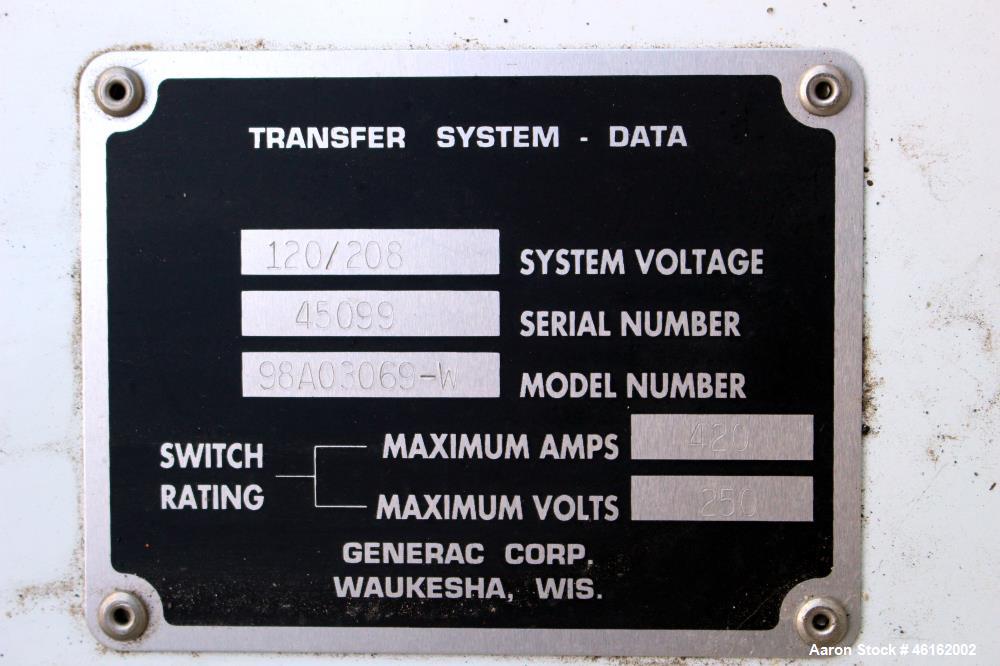 TRANSFER SYSTEM - DATA
120/208 SYSTEM VOLTAGE
45099 SERIAL NUMBER
98A03069-W MODEL NUMBER
SWITCH RATING
MAXIMUM AMPS 420
MAXIMUM VOLTS 250
GENERAC CORP.
WAUKESHA, WIS.
Aaron Stock # 46162002